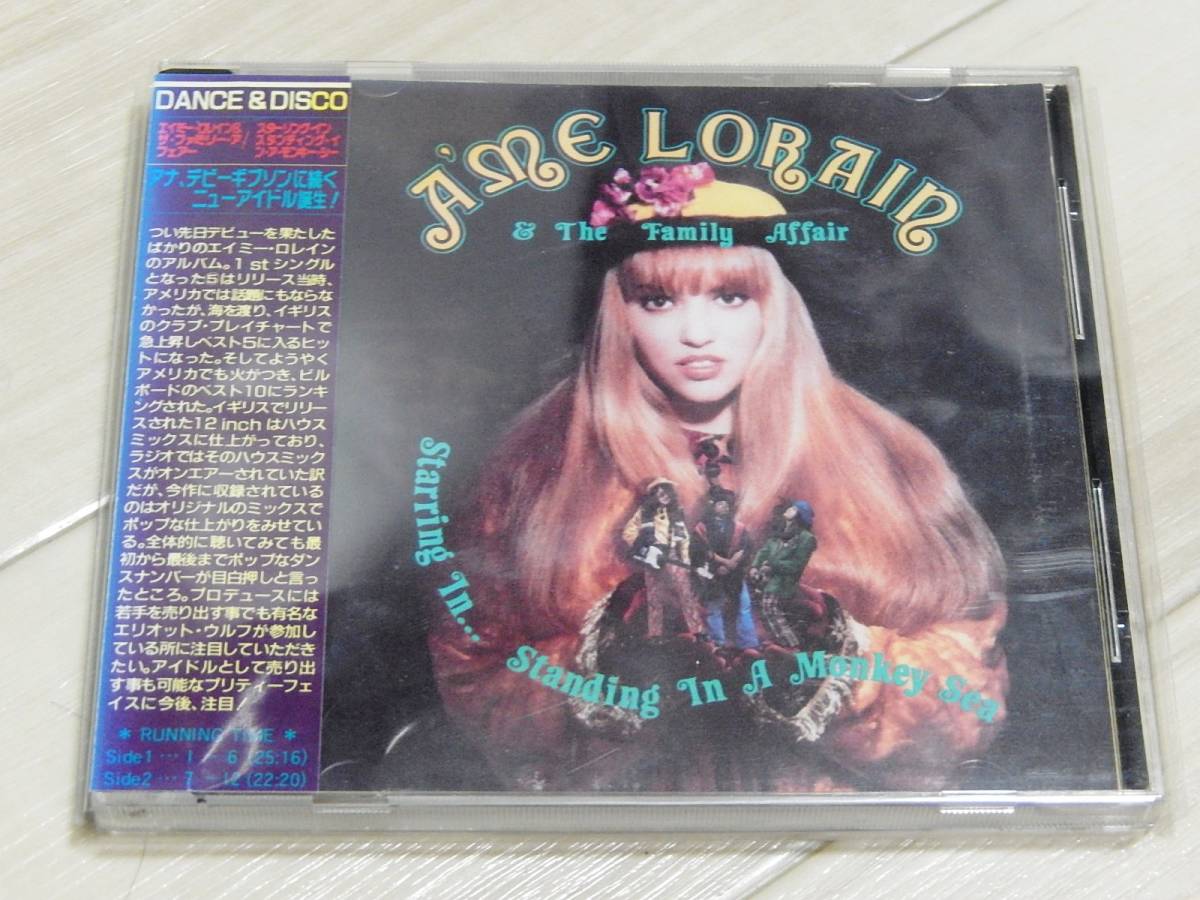 DANCE & DISCO
エイミー・ロレイン&
ザ・ファミリー・ア
フェアー
スターリング・イン
スタンディング・イ
ン・ア・モンキー・シー
アナ、デビーギブソンに続く
ニューアイドル誕生!
つい先日デビューを果たした
ばかりのエイミー・ロレイン
のアルバム。1stシングル
となった5はリリース当時、
アメリカでは話題にもならな
かったが、海を渡り、イギリス
のクラブ・プレイチャートで
急上昇しベスト5に入るヒッ
トになった。そしてようやく
アメリカでも火がつき、ビル
ボードのベスト10にランキ
ングされた。イギリスでリリー
スされた12inchはハウス
ミックスに仕上がっており、
ラジオではそのハウスミック
スがオンエアーされていた訳
だが、今作に収録されている
のはオリジナルのミックスで
ポップな仕上がりをみせてい
る。全体的に聴いてみても最
初から最後までポップなダン
スナンバーが目白押しと言っ
たところ。プロデュースには
若手を売り出す事でも有名な
エリオット・ウルフが参加し
ている所に注目していただき
たい。アイドルとして売り出
す事も可能なプリティーフェ
イスに今後、注目!
* RUNNING TIME *
Side1…1-6(25:16)
Side2…7-12(22:20)
A'ME LORAIN
& The Family Affair
Starring In...
Standing In A Monkey Sea